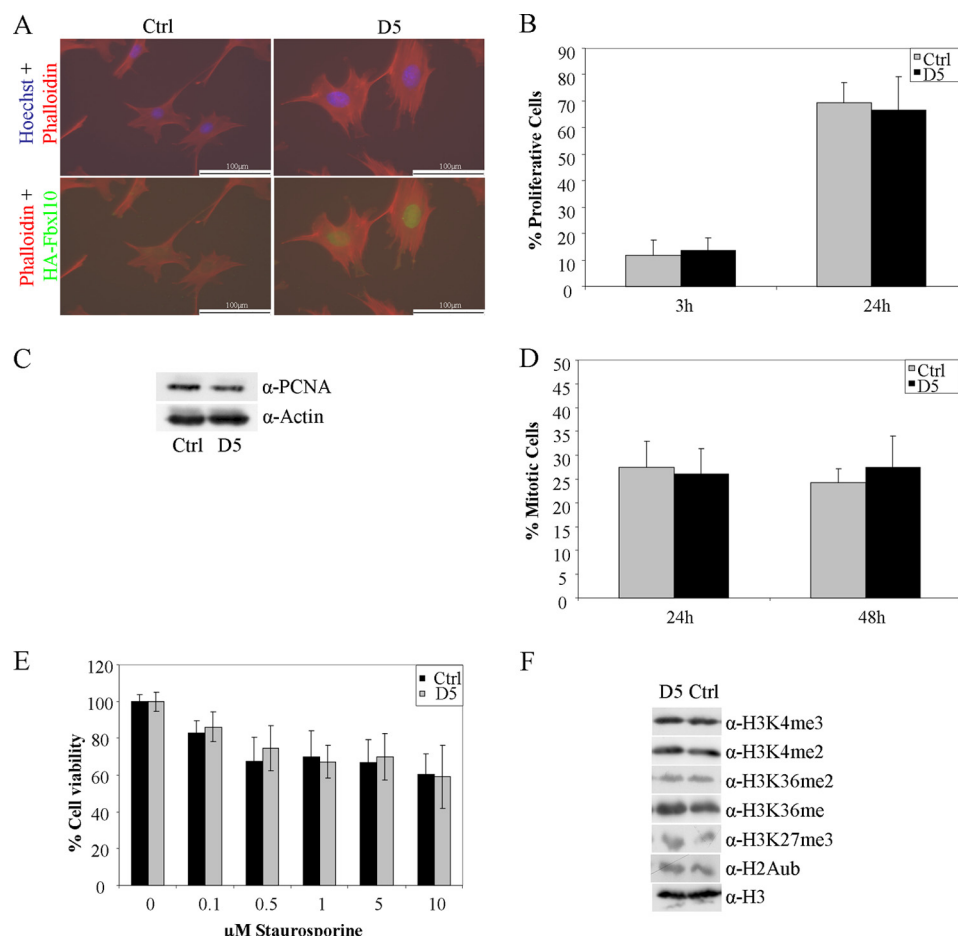 A
Ctrl
D5
Hoechst +
Phalloidin
100μm
100μm
Phalloidin +
HA-Fbxl10
100μm
100μm
B
% Proliferative Cells
90
80
70
60
50
40
30
20
10
0
3h
24h
Ctrl
D5
C
α-PCNA
α-Actin
Ctrl D5
D
% Mitotic Cells
50
45
40
35
30
25
20
15
10
5
0
24h
48h
Ctrl
D5
E
% Cell viability
120
100
80
60
40
20
0
0 0.1 0.5 1 5 10
μM Staurosporine
Ctrl
D5
F
D5 Ctrl
α-H3K4me3
α-H3K4me2
α-H3K36me2
α-H3K36me
α-H3K27me3
α-H2Aub
α-H3